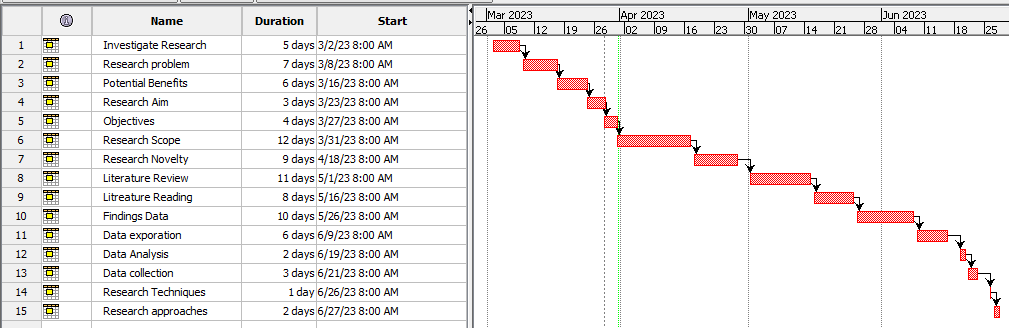 Name Duration Start
1 Investigate Research 5 days 3/2/23 8:00 AM
2 Research problem 7 days 3/8/23 8:00 AM
3 Potential Benefits 6 days 3/16/23 8:00 AM
4 Research Aim 3 days 3/23/23 8:00 AM
5 Objectives 4 days 3/27/23 8:00 AM
6 Research Scope 12 days 3/31/23 8:00 AM
7 Research Novelty 9 days 4/18/23 8:00 AM
8 Literature Review 11 days 5/1/23 8:00 AM
9 Litreature Reading 8 days 5/16/23 8:00 AM
10 Findings Data 10 days 5/26/23 8:00 AM
11 Data exporation 6 days 6/9/23 8:00 AM
12 Data Analysis 2 days 6/19/23 8:00 AM
13 Data collection 3 days 6/21/23 8:00 AM
14 Research Techniques 1 day 6/26/23 8:00 AM
15 Research approaches 2 days 6/27/23 8:00 AM
Mar 2023 Apr 2023 May 2023 Jun 2023
26 05 12 19 26 02 09 16 23 30 07 14 21 28 04 11 18 25